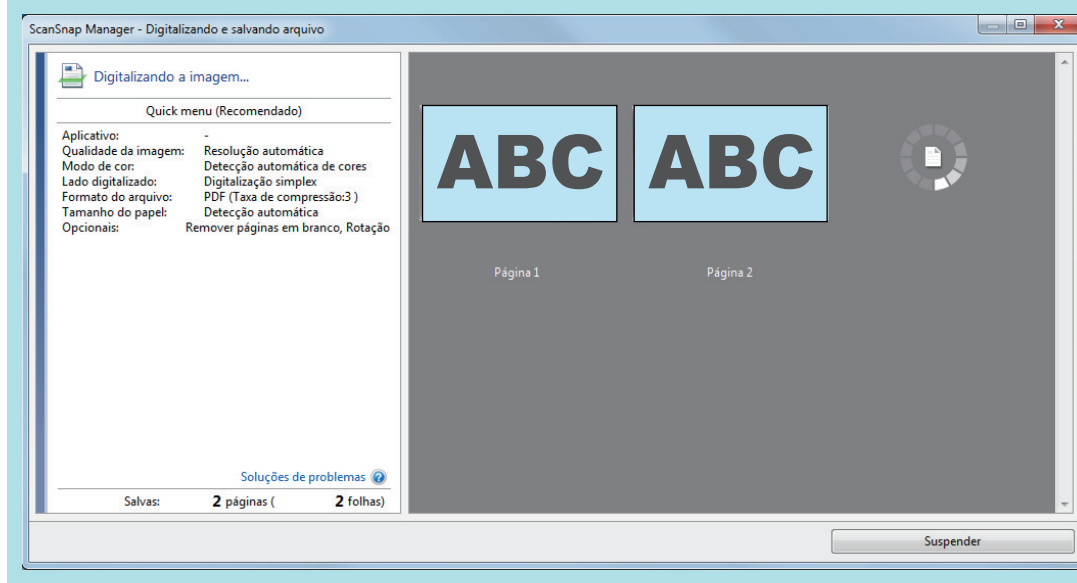 ScanSnap Manager - Digitalizando e salvando arquivo
Digitalizando a imagem...
Quick menu (Recomendado)
Aplicativo: -
Qualidade da imagem: Resolução automática
Modo de cor: Detecção automática de cores
Lado digitalizado: Digitalização simplex
Formato do arquivo: PDF (Taxa de compressão:3 )
Tamanho do papel: Detecção automática
Opcionais: Remover páginas em branco, Rotação
Soluções de problemas ?
Salvas: 2 páginas ( 2 folhas)
ABC ABC
Página 1 Página 2
Suspender